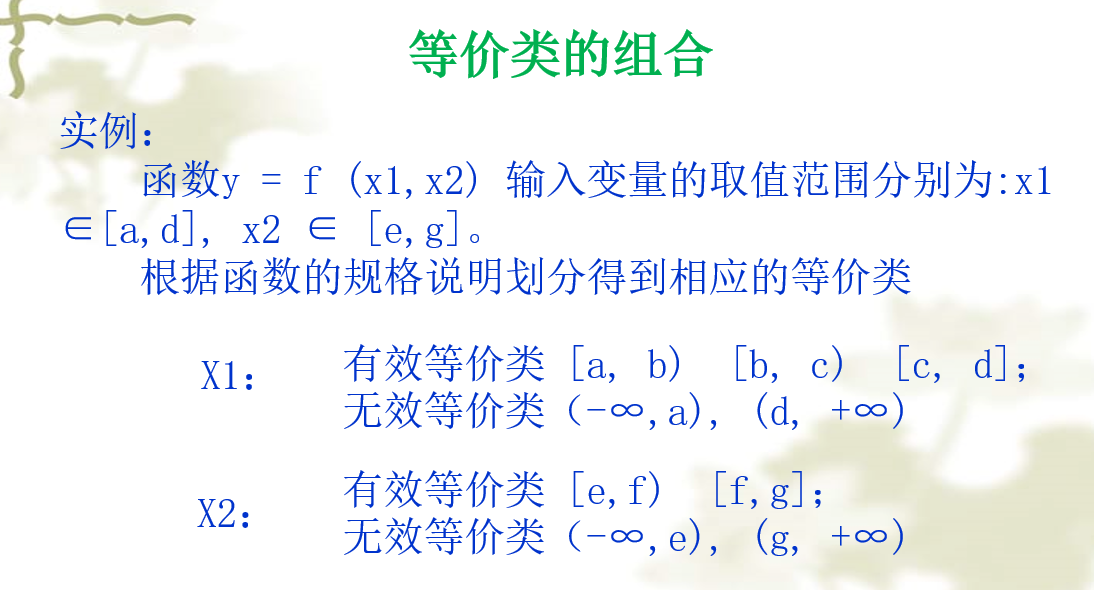 等价类的组合
实例：
函数y = f (x1,x2) 输入变量的取值范围分别为:x1
∈[a,d], x2 ∈ [e,g]。
根据函数的规格说明划分得到相应的等价类
X1：
有效等价类 [a, b) [b, c) [c, d]；
无效等价类（-∞,a), (d, +∞)
X2：
有效等价类 [e,f) [f,g]；
无效等价类（-∞,e), (g, +∞)